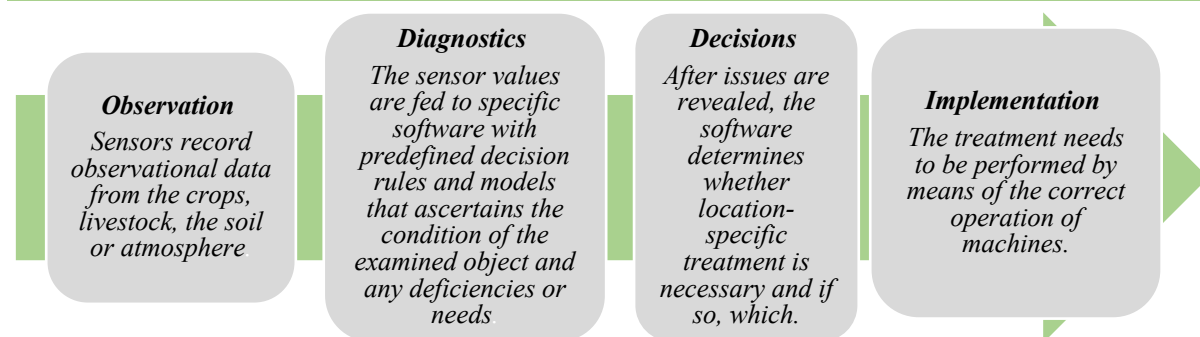 Observation
Sensors record
observational data
from the crops,
livestock, the soil
or atmosphere.
Diagnostics
The sensor values
are fed to specific
software with
predefined decision
rules and models
that ascertains the
condition of the
examined object and
any deficiencies or
needs.
Decisions
After issues are
revealed, the
software
determines
whether
location-
specific
treatment is
necessary and if
so, which.
Implementation
The treatment needs
to be performed by
means of the correct
operation of
machines.